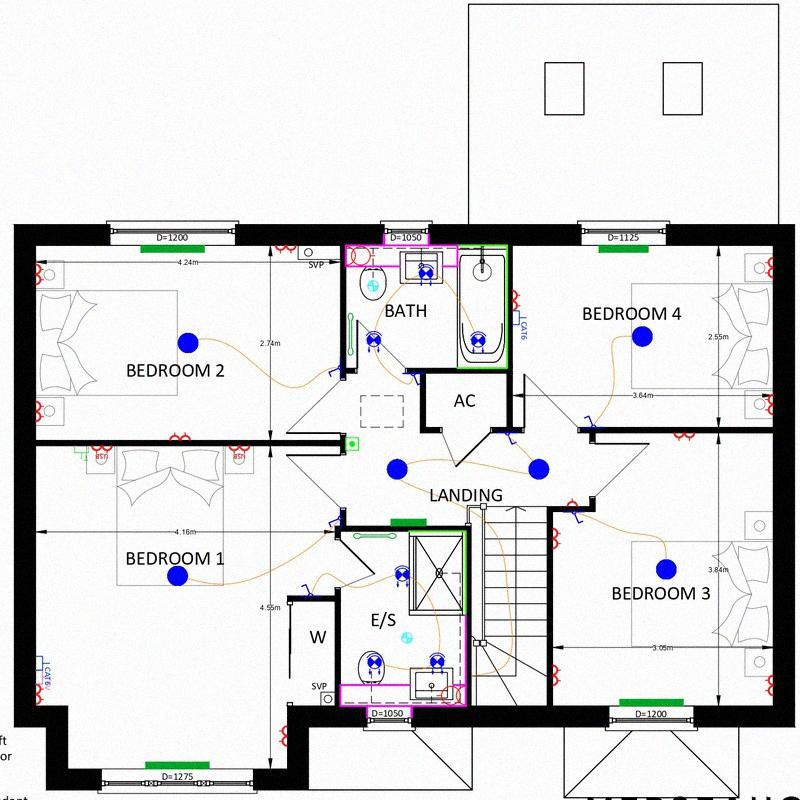 D=1200
D=1050
D=1125
SVP
4.24m
BATH
CAT6
BEDROOM 4
2.74m
2.55m
BEDROOM 2
3.64m
AC
USB
USB
LANDING
4.16m
BEDROOM 1
3.84m
BEDROOM 3
4.55m
E/S
W
3.05m
CAT6
SVP
D=1050
D=1200
ft
or
D=1275